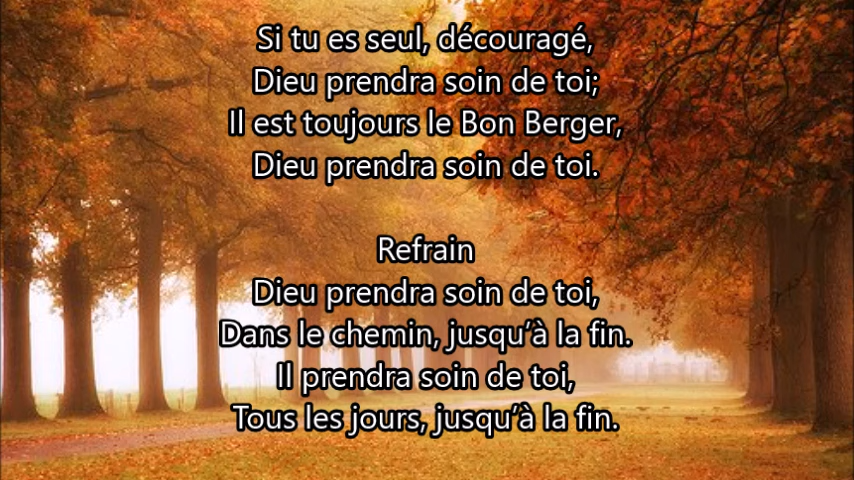 Si tu es seul, découragé,
Dieu prendra soin de toi;
Il est toujours le Bon Berger,
Dieu prendra soin de toi.
Refrain
Dieu prendra soin de toi,
Dans le chemin, jusqu’à la fin.
Il prendra soin de toi,
Tous les jours, jusqu’à la fin.